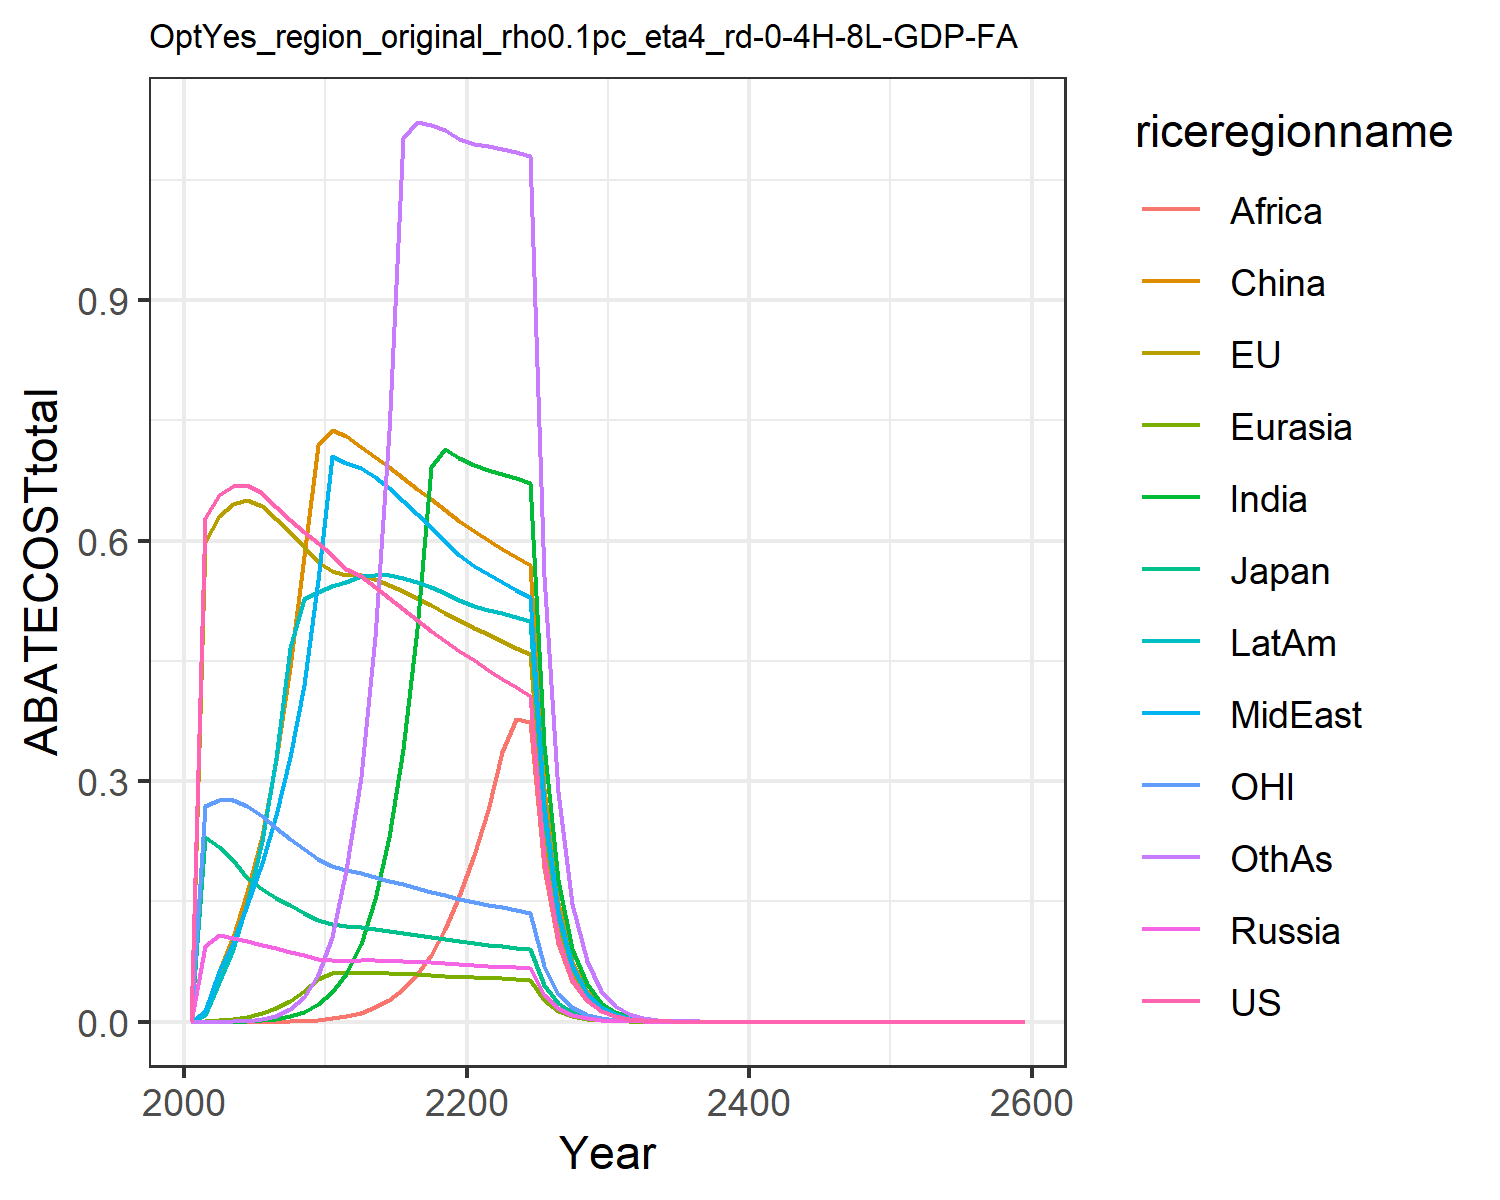 OptYes_region_original_rho0.1pc_eta4_rd-0-4H-8L-GDP-FA
ABATECOSTtotal
0.9
0.6
0.3
0.0
2000 2200 2400 2600
Year
riceregionname
Africa
China
EU
Eurasia
India
Japan
LatAm
MidEast
OHI
OthAs
Russia
US